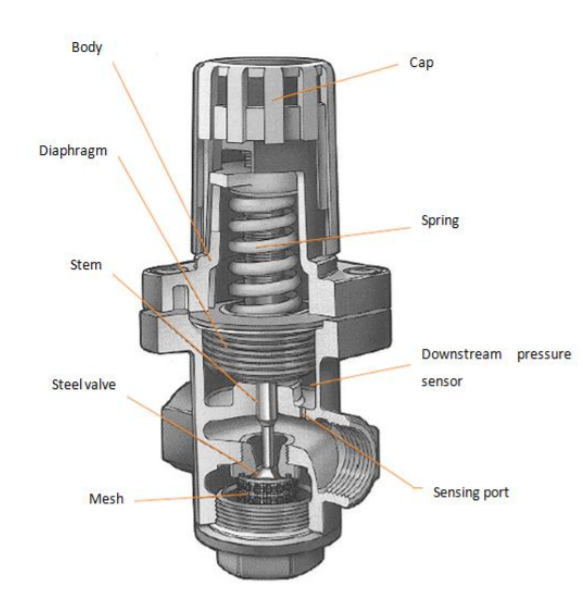 Body
Cap
Diaphragm
Spring
Stem
Downstream pressure
sensor
Steel valve
Mesh
Sensing port